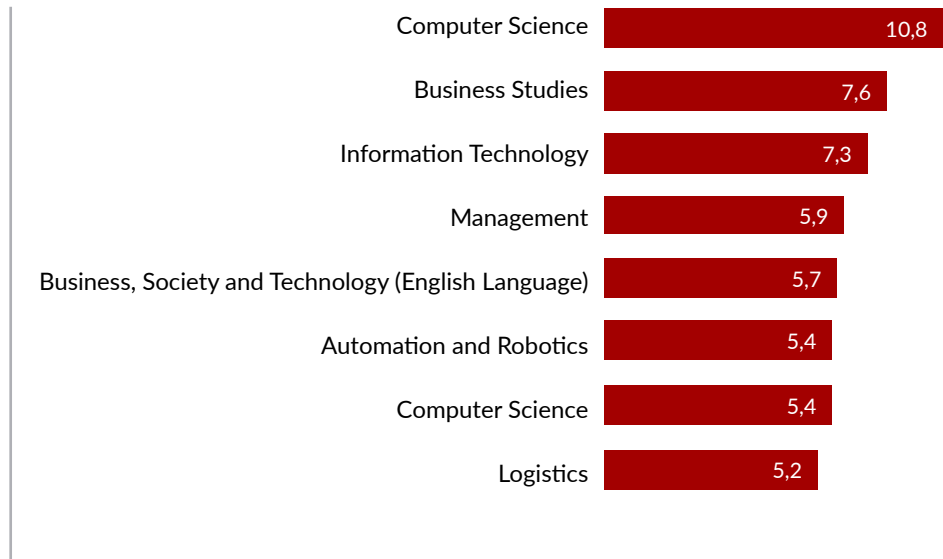 Computer Science 10,8
Business Studies 7,6
Information Technology 7,3
Management 5,9
Business, Society and Technology (English Language) 5,7
Automation and Robotics 5,4
Computer Science 5,4
Logistics 5,2